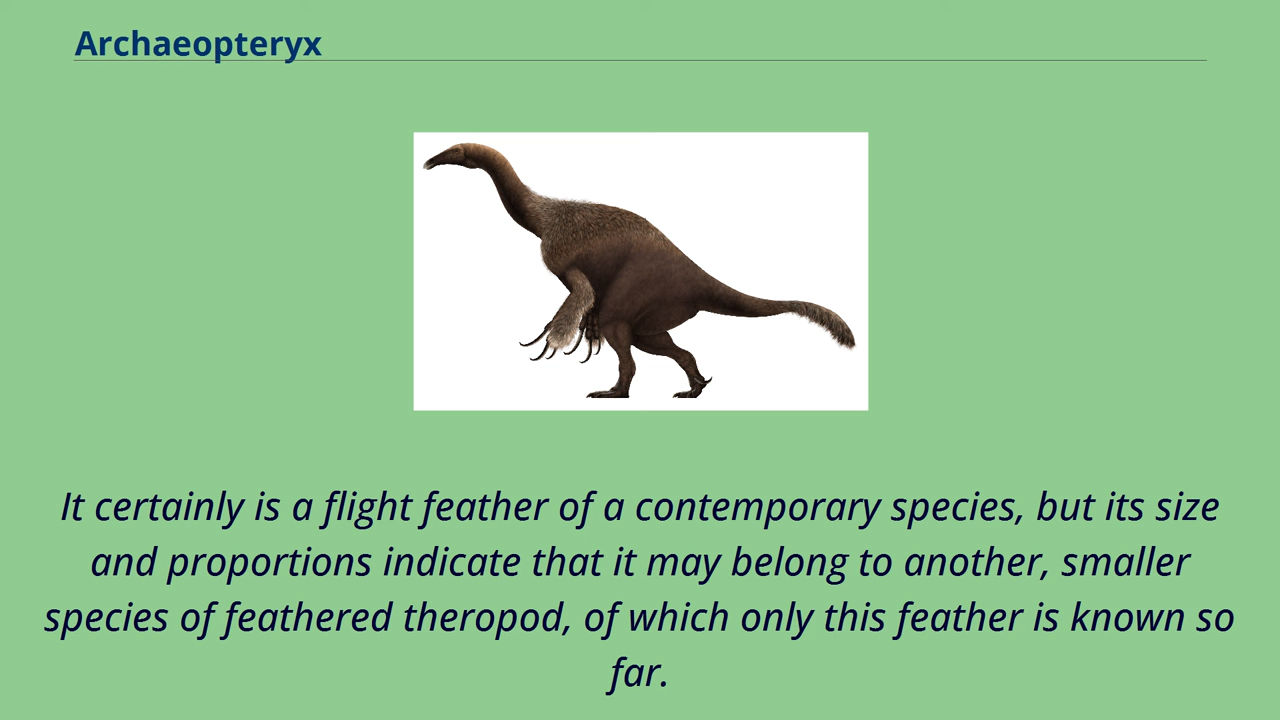 Archaeopteryx
It certainly is a flight feather of a contemporary species, but its size
and proportions indicate that it may belong to another, smaller
species of feathered theropod, of which only this feather is known so
far.